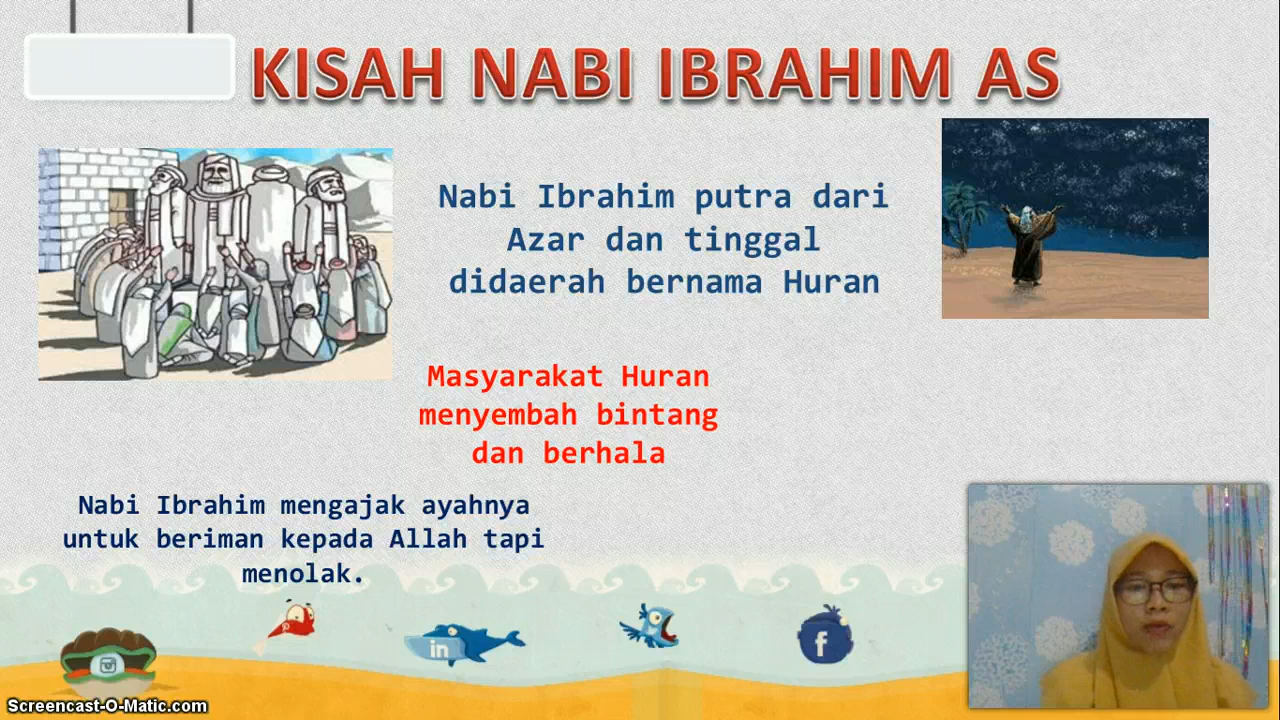 KISAH NABI IBRAHIM AS
Nabi Ibrahim putra dari
Azar dan tinggal
didaerah bernama Huran
Masyarakat Huran
menyembah bintang
dan berhala
Nabi Ibrahim mengajak ayahnya
untuk beriman kepada Allah tapi
menolak.
in
f
Screencast-O-Matic.com